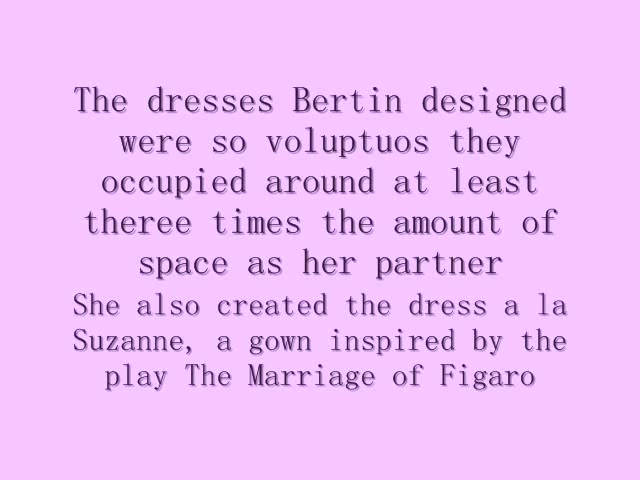 The dresses Bertin designed
were so voluptuos they
occupied around at least
theree times the amount of
space as her partner
She also created the dress a la
Suzanne, a gown inspired by the
play The Marriage of Figaro